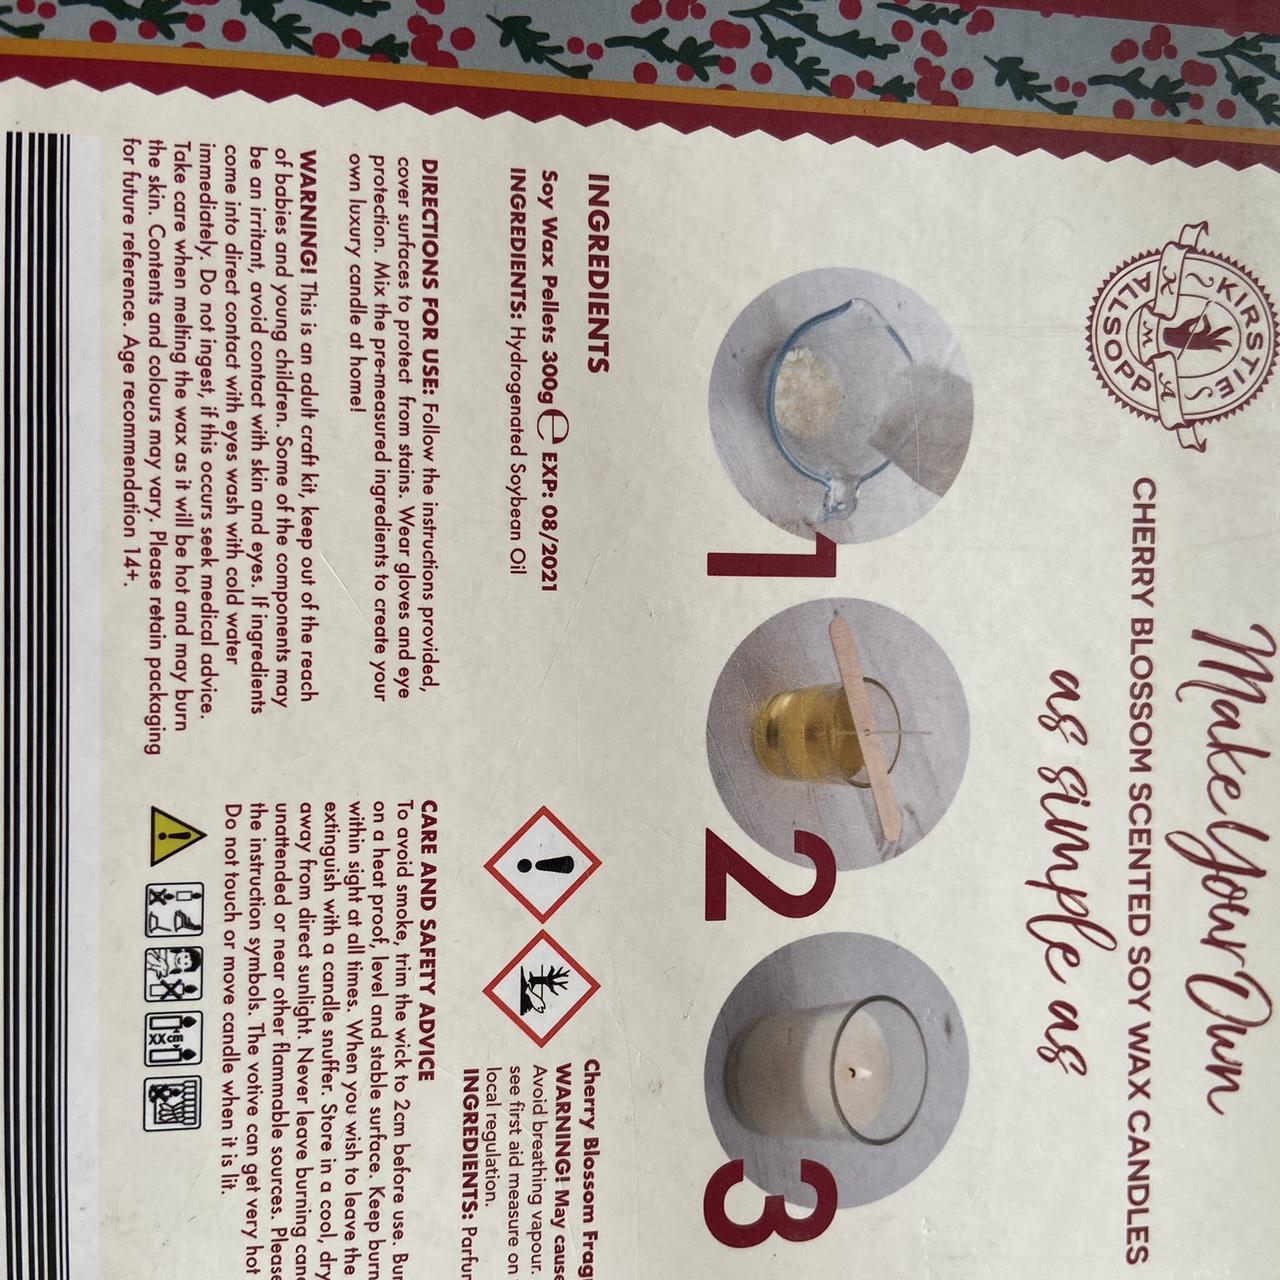 KIRSTIE
ALLSOPP
K M A
Make Your Own
CHERRY BLOSSOM SCENTED SOY WAX CANDLES
as simple as
1
2
3
INGREDIENTS
Soy Wax Pellets 300g ℮ EXP: 08/2021
INGREDIENTS: Hydrogenated Soybean Oil
DIRECTIONS FOR USE: Follow the instructions provided,
cover surfaces to protect from stains. Wear gloves and eye
protection. Mix the pre-measured ingredients to create your
own luxury candle at home!
WARNING! This is an adult craft kit, keep out of the reach
of babies and young children. Some of the components may
be an irritant, avoid contact with skin and eyes. If ingredients
come into direct contact with eyes wash with cold water
immediately. Do not ingest, if this occurs seek medical advice.
Take care when melting the wax as it will be hot and may burn
the skin. Contents and colours may vary. Please retain packaging
for future reference. Age recommendation 14+.
Cherry Blossom
WARNING! May cause
Avoid breathing vapour.
see first aid measure on
local regulation.
INGREDIENTS:
CARE AND SAFETY ADVICE
To avoid smoke, trim the wick to 2cm before use.
on a heat proof, level and stable surface. Keep
within sight at all times. When you wish to leave the
extinguish with a candle snuffer. Store in a cool, dry
away from direct sunlight. Never leave burning
unattended or near other flammable sources.
the instruction symbols. The votive can get very hot
Do not touch or move candle when it is lit.